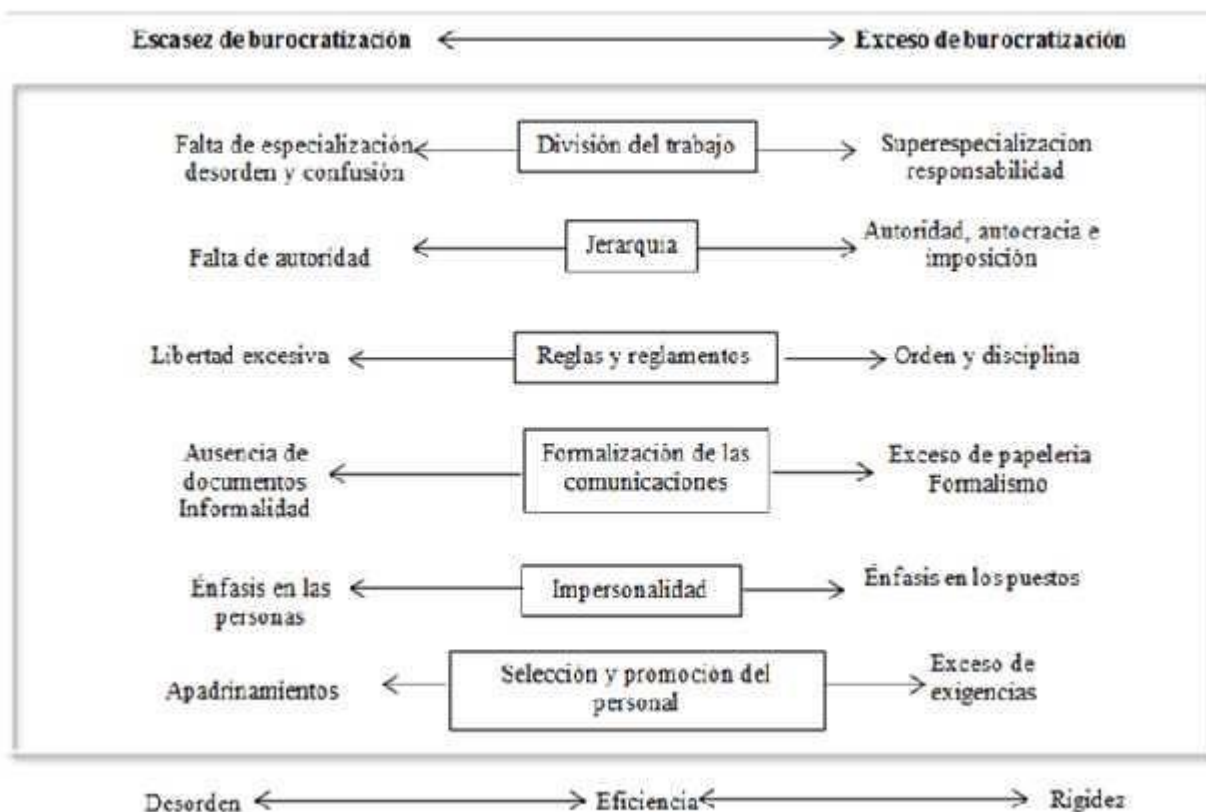 Escasez de burocratización Exceso de burocratización
Falta de especialización
desorden y confusión
División del trabajo
Superespecializacion
responsabilidad
Falta de autoridad
Jerarquia
Autoridad, autocracia e
imposición
Libertad excesiva
Reglas y reglamentos
Orden y disciplina
Ausencia de
documentos
Informalidad
Formalización de las
comunicaciones
Exceso de papeleria
Formalismo
Énfasis en las
personas
Impersonalidad
Énfasis en los puestos
Apadrinamientos
Selección y promoción del
personal
Exceso de
exigencias
Desorden Eficiencia Rigidez